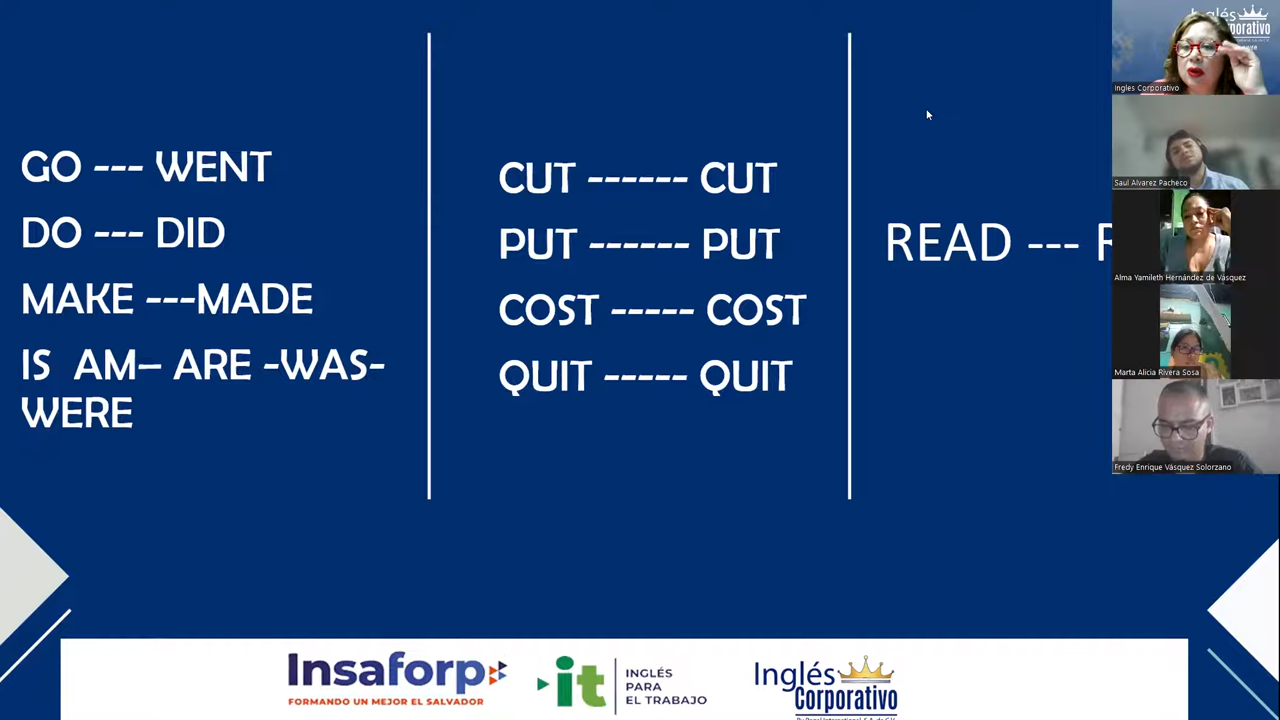 GO --- WENT
DO --- DID
MAKE ---MADE
IS  AM– ARE -WAS-
WERE
CUT ------ CUT
PUT ------ PUT
COST ----- COST
QUIT ----- QUIT
READ --- R
Inglés
Ingles Corporativo
Saul Alvarez Pacheco
Alma Yamileth Hernández de Vásquez
Marta Alicia Rivera Sosa
Fredy Enrique Vásquez Solorzano
Insaforp
FORMANDO UN MEJOR EL SALVADOR
it
INGLÉS
PARA
EL TRABAJO
Inglés
Corporativo